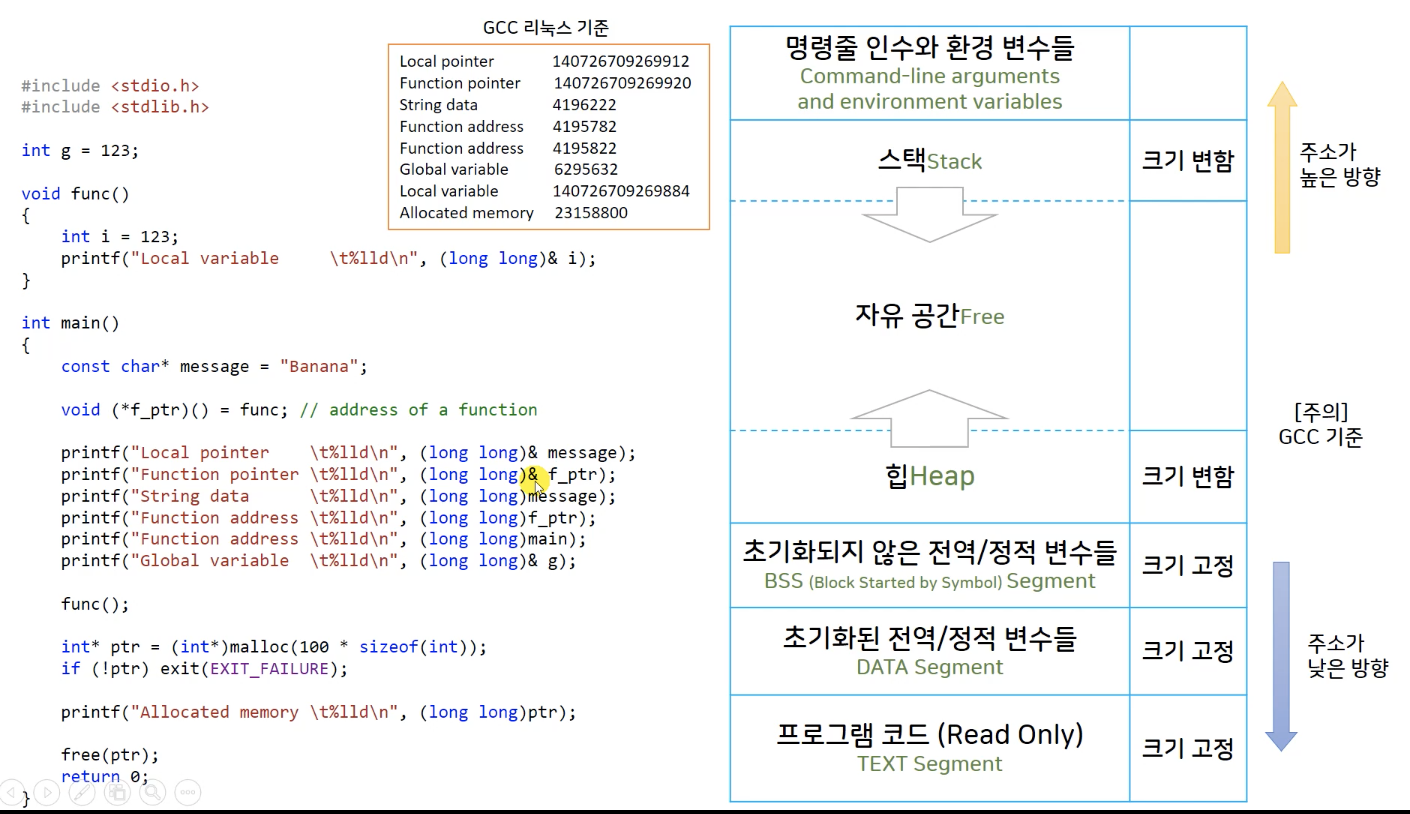 GCC 리눅스 기준
Local pointer 140726709269912
Function pointer 140726709269920
String data 4196222
Function address 4195782
Function address 4195822
Global variable 6295632
Local variable 140726709269884
Allocated memory 23158800
#include <stdio.h>
#include <stdlib.h>
int g = 123;
void func()
{
int i = 123;
printf("Local variable \t%lld\n", (long long)& i);
}
int main()
{
const char* message = "Banana";
void (*f_ptr)() = func; // address of a function
printf("Local pointer \t%lld\n", (long long)& message);
printf("Function pointer \t%lld\n", (long long)& f_ptr);
printf("String data \t%lld\n", (long long)message);
printf("Function address \t%lld\n", (long long)f_ptr);
printf("Function address \t%lld\n", (long long)main);
printf("Global variable \t%lld\n", (long long)& g);
func();
int* ptr = (int*)malloc(100 * sizeof(int));
if (!ptr) exit(EXIT_FAILURE);
printf("Allocated memory \t%lld\n", (long long)ptr);
free(ptr);
return 0;
}
명령줄 인수와 환경 변수들
Command-line arguments
and environment variables
스택Stack
크기 변함
자유 공간Free
힙Heap
크기 변함
초기화되지 않은 전역/정적 변수들
BSS (Block Started by Symbol) Segment
크기 고정
초기화된 전역/정적 변수들
DATA Segment
크기 고정
프로그램 코드 (Read Only)
TEXT Segment
크기 고정
주소가
높은 방향
[주의]
GCC 기준
주소가
낮은 방향